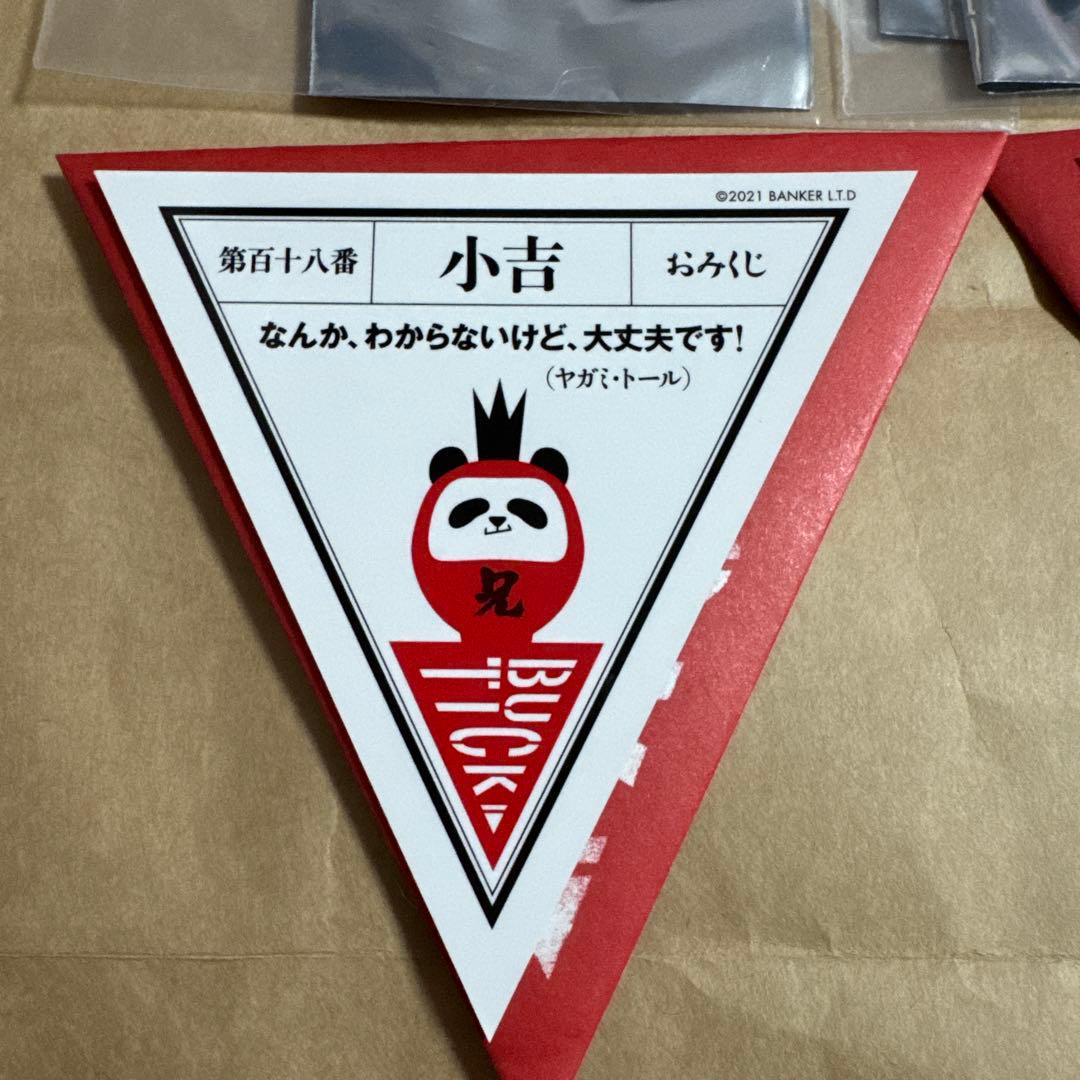 ©2021 BANKER L.T.D
第百十八番
小吉
おみくじ
なんか、わからないけど、大丈夫です!
(ヤガミ・トール)
兄
BUCK
TICK